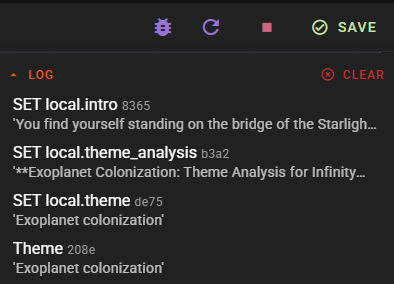 SAVE
LOG
CLEAR
SET local.intro 8365
'You find yourself standing on the bridge of the Starligh…
SET local.theme_analysis b3a2
'**Exoplanet Colonization: Theme Analysis for Infinity…
SET local.theme de75
'Exoplanet colonization'
Theme 208e
'Exoplanet colonization'